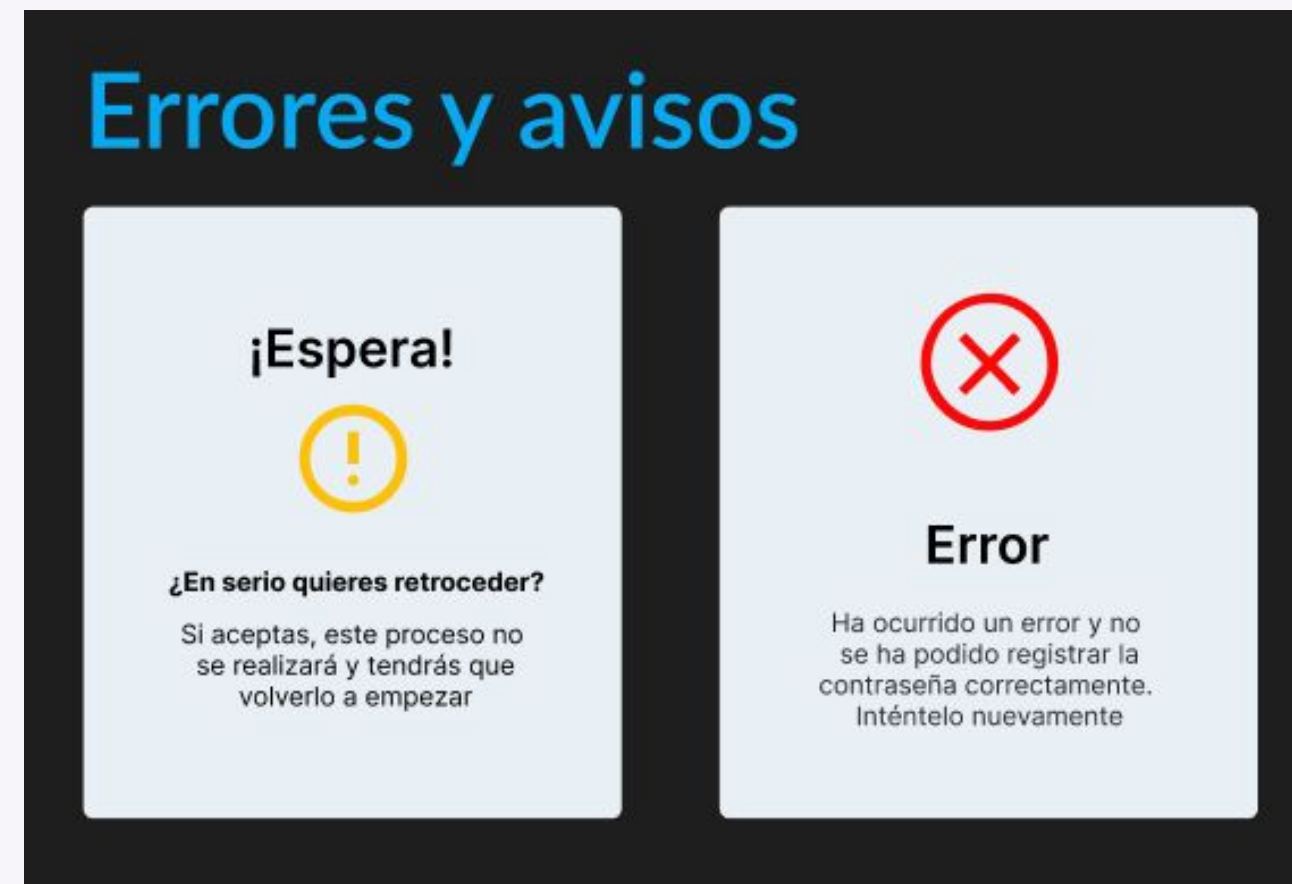 Errores y avisos
¡Espera!
¿En serio quieres retroceder?
Si aceptas, este proceso no
se realizará y tendrás que
volverlo a empezar
Error
Ha ocurrido un error y no
se ha podido registrar la
contraseña correctamente.
Inténtelo nuevamente